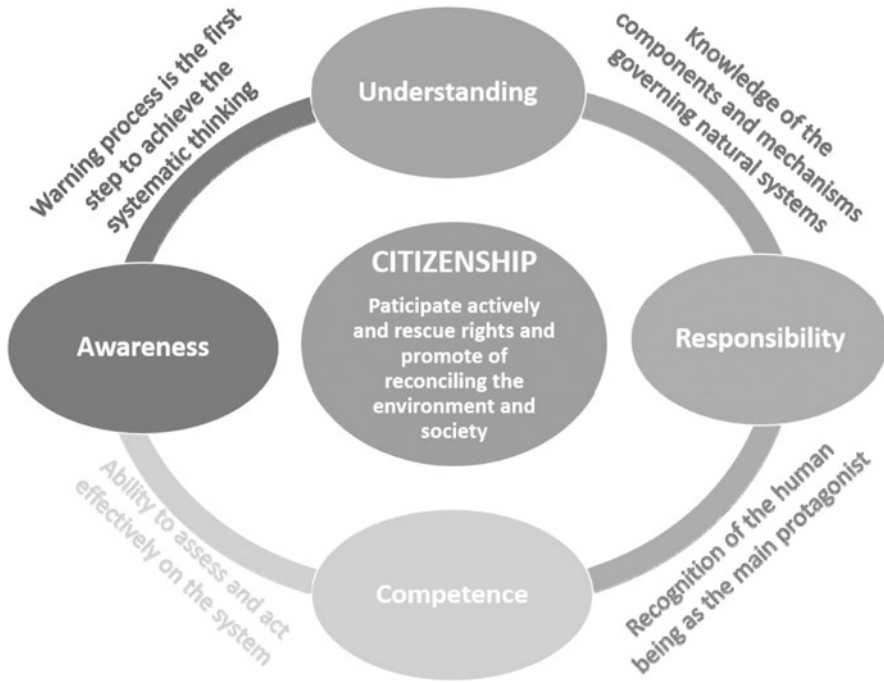 Warning process is the first
step to achieve the
systematic thinking
Understanding
Knowledge of the
components and mechanisms
governing natural systems
Awareness
CITIZENSHIP
Paticipate actively
and rescue rights and
promote of
reconciling the
environment and
society
Responsibility
Ability to assess and act
effectively on the system
Competence
Recognition of the human
being as the main protagonist